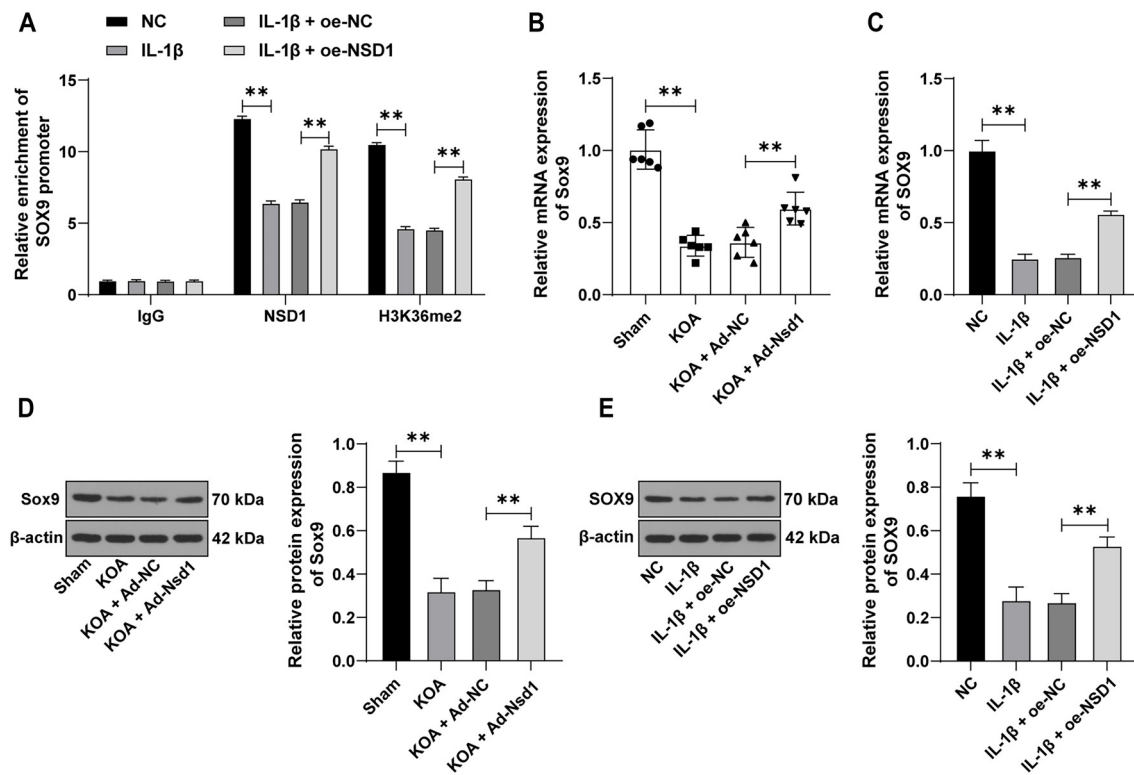 A
NC
IL-1β
IL-1β + oe-NC
IL-1β + oe-NSD1
Relative enrichment of
SOX9 promoter
15
10
5
0
**
**
**
**
IgG
NSD1
H3K36me2
B
Relative mRNA expression
of Sox9
1.5
1.0
0.5
0.0
**
**
Sham
KOA
KOA + Ad-NC
KOA + Ad-Nsd1
C
Relative mRNA expression
of SOX9
1.5
1.0
0.5
0.0
**
**
NC
IL-1β
IL-1β + oe-NC
IL-1β + oe-NSD1
D
Sox9
70 kDa
β-actin
42 kDa
Sham
KOA
KOA + Ad-NC
KOA + Ad-Nsd1
Relative protein expression
of Sox9
1.0
0.8
0.6
0.4
0.2
0.0
**
**
Sham
KOA
KOA + Ad-NC
KOA + Ad-Nsd1
E
SOX9
70 kDa
β-actin
42 kDa
NC
IL-1β
IL-1β + oe-NC
IL-1β + oe-NSD1
Relative protein expression
of SOX9
1.0
0.8
0.6
0.4
0.2
0.0
**
**
NC
IL-1β
IL-1β + oe-NC
IL-1β + oe-NSD1